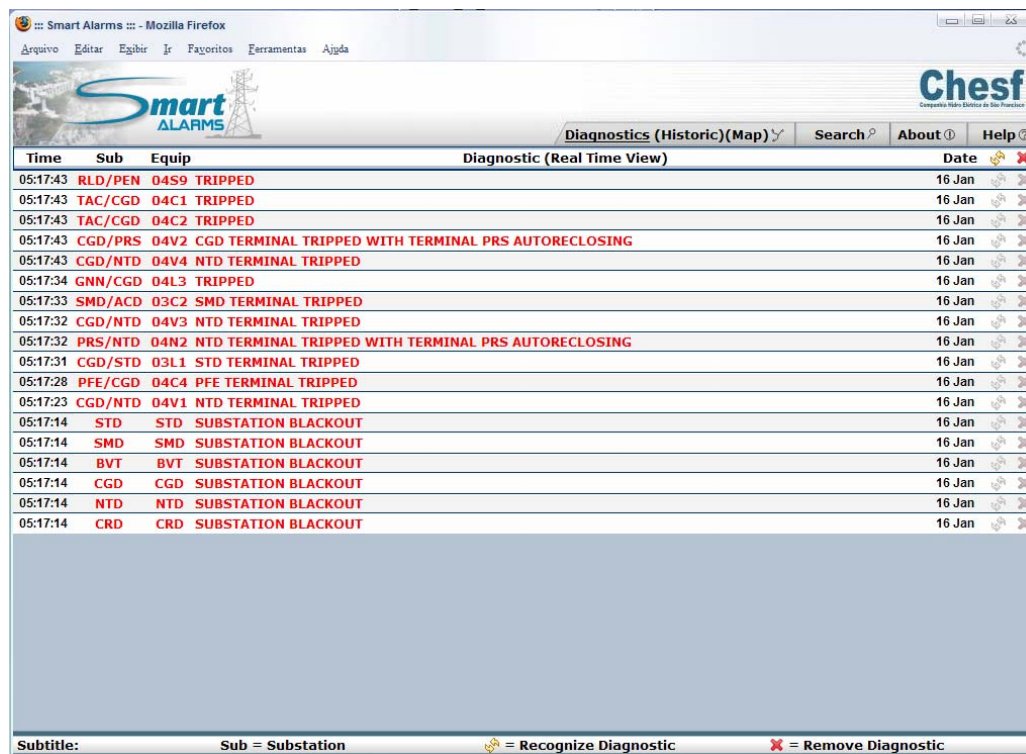 ::: Smart Alarms ::: - Mozilla Firefox
Arquivo Editar Exibir Ir Favoritos Ferramentas Ajuda
Smart ALARMS
Chesf
Companhia Hidro Elétrica do São Francisco
Diagnostics (Historic)(Map) Search About Help
Time Sub Equip Diagnostic (Real Time View) Date
05:17:43 RLD/PEN 04S9 TRIPPED 16 Jan
05:17:43 TAC/CGD 04C1 TRIPPED 16 Jan
05:17:43 TAC/CGD 04C2 TRIPPED 16 Jan
05:17:43 CGD/PRS 04V2 CGD TERMINAL TRIPPED WITH TERMINAL PRS AUTORECLOSING 16 Jan
05:17:43 CGD/NTD 04V4 NTD TERMINAL TRIPPED 16 Jan
05:17:34 GNN/CGD 04L3 TRIPPED 16 Jan
05:17:33 SMD/ACD 03C2 SMD TERMINAL TRIPPED 16 Jan
05:17:32 CGD/NTD 04V3 NTD TERMINAL TRIPPED 16 Jan
05:17:32 PRS/NTD 04N2 NTD TERMINAL TRIPPED WITH TERMINAL PRS AUTORECLOSING 16 Jan
05:17:31 CGD/STD 03L1 STD TERMINAL TRIPPED 16 Jan
05:17:28 PFE/CGD 04C4 PFE TERMINAL TRIPPED 16 Jan
05:17:23 CGD/NTD 04V1 NTD TERMINAL TRIPPED 16 Jan
05:17:14 STD STD SUBSTATION BLACKOUT 16 Jan
05:17:14 SMD SMD SUBSTATION BLACKOUT 16 Jan
05:17:14 BVT BVT SUBSTATION BLACKOUT 16 Jan
05:17:14 CGD CGD SUBSTATION BLACKOUT 16 Jan
05:17:14 NTD NTD SUBSTATION BLACKOUT 16 Jan
05:17:14 CRD CRD SUBSTATION BLACKOUT 16 Jan
Subtitle: Sub = Substation = Recognize Diagnostic = Remove Diagnostic